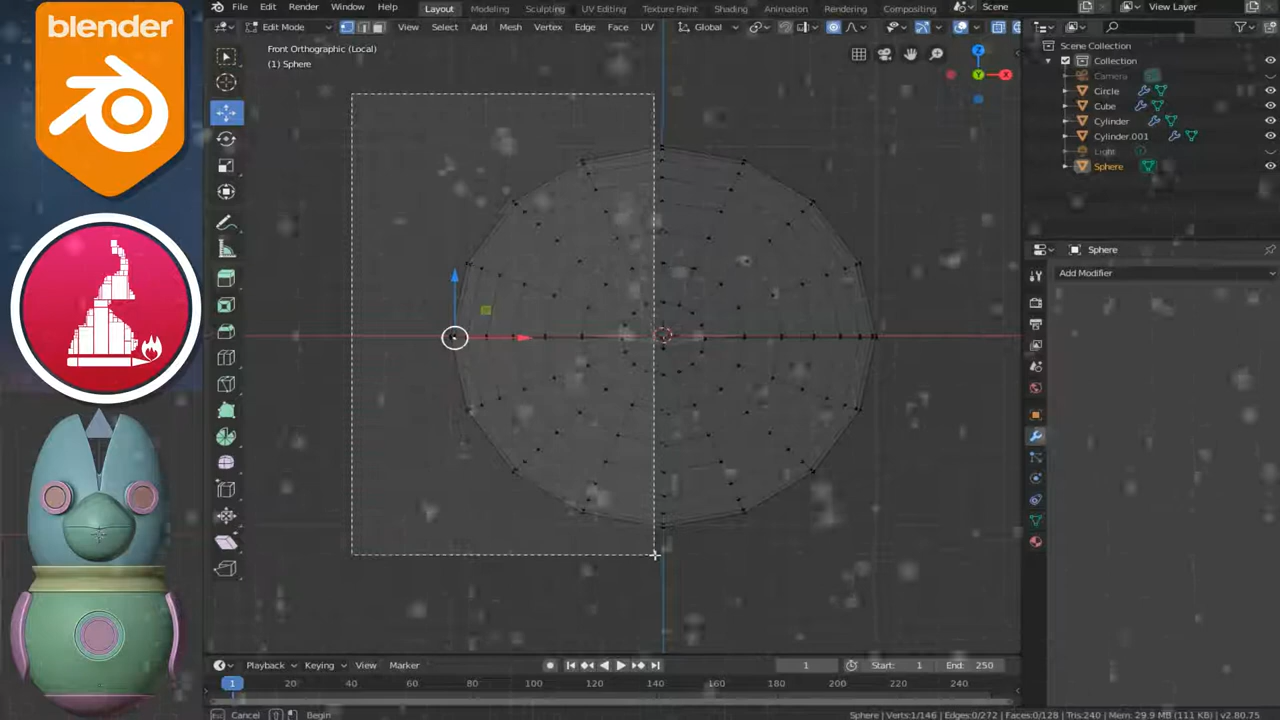 blender
File Edit Render Window Help Layout Modeling Sculpting UV Editing Texture Paint Shading Animation Rendering Compositing Scene View Layer
Edit Mode View Select Add Mesh Vertex Edge Face UV Global
Front Orthographic (Local)
(1) Sphere
Z
X
Y
Scene Collection
Collection
Camera
Circle
Cube
Cylinder
Cylinder.001
Light
Sphere
Sphere
Add Modifier
Playback Keying View Marker 1 Start: 1 End: 250
1 20 40 60 80 100 120 140 160 180 200 220 240
Cancel Begin Sphere | Verts:1/146 | Edges:0/272 | Faces:0/128 | Tris:240 | Mem: 29.9 MB (111 KB) | v2.80.75